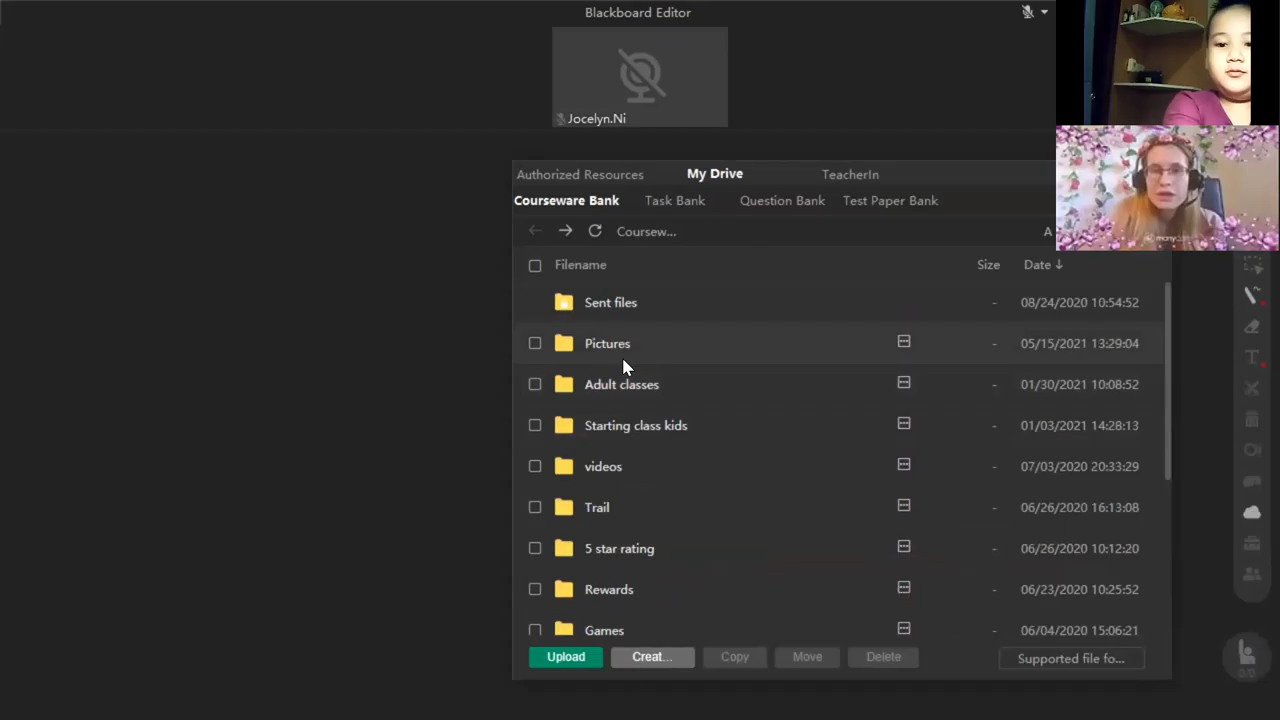 Blackboard Editor
Jocelyn.Ni
Authorized Resources My Drive TeacherIn
Courseware Bank Task Bank Question Bank Test Paper Bank
Coursew... A
Filename Size Date
Sent files - 08/24/2020 10:54:52
Pictures - 05/15/2021 13:29:04
Adult classes - 01/30/2021 10:08:52
Starting class kids - 01/03/2021 14:28:13
videos - 07/03/2020 20:33:29
Trail - 06/26/2020 16:13:08
5 star rating - 06/26/2020 10:12:20
Rewards - 06/23/2020 10:25:52
Games - 06/04/2020 15:06:21
Upload Creat... Copy Move Delete Supported file fo...
0/0